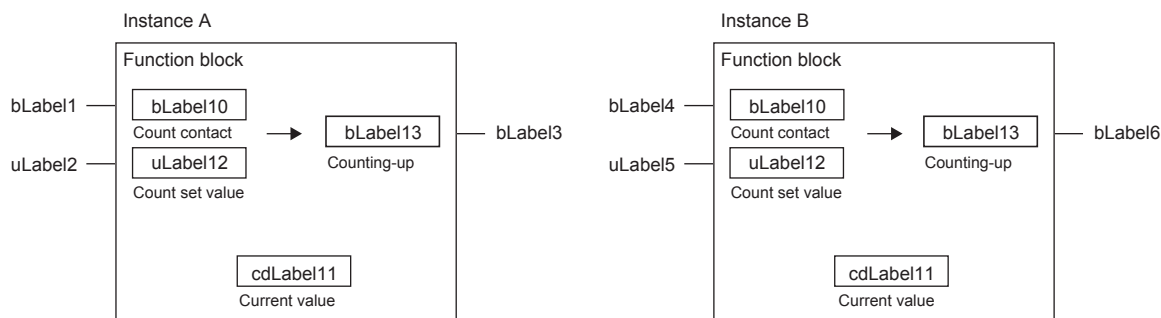 Instance A
Function block
bLabel1
bLabel10
Count contact
bLabel13
bLabel3
uLabel2
uLabel12
Counting-up
Count set value
cdLabel11
Current value
Instance B
Function block
bLabel4
bLabel10
Count contact
bLabel13
bLabel6
uLabel5
uLabel12
Counting-up
Count set value
cdLabel11
Current value